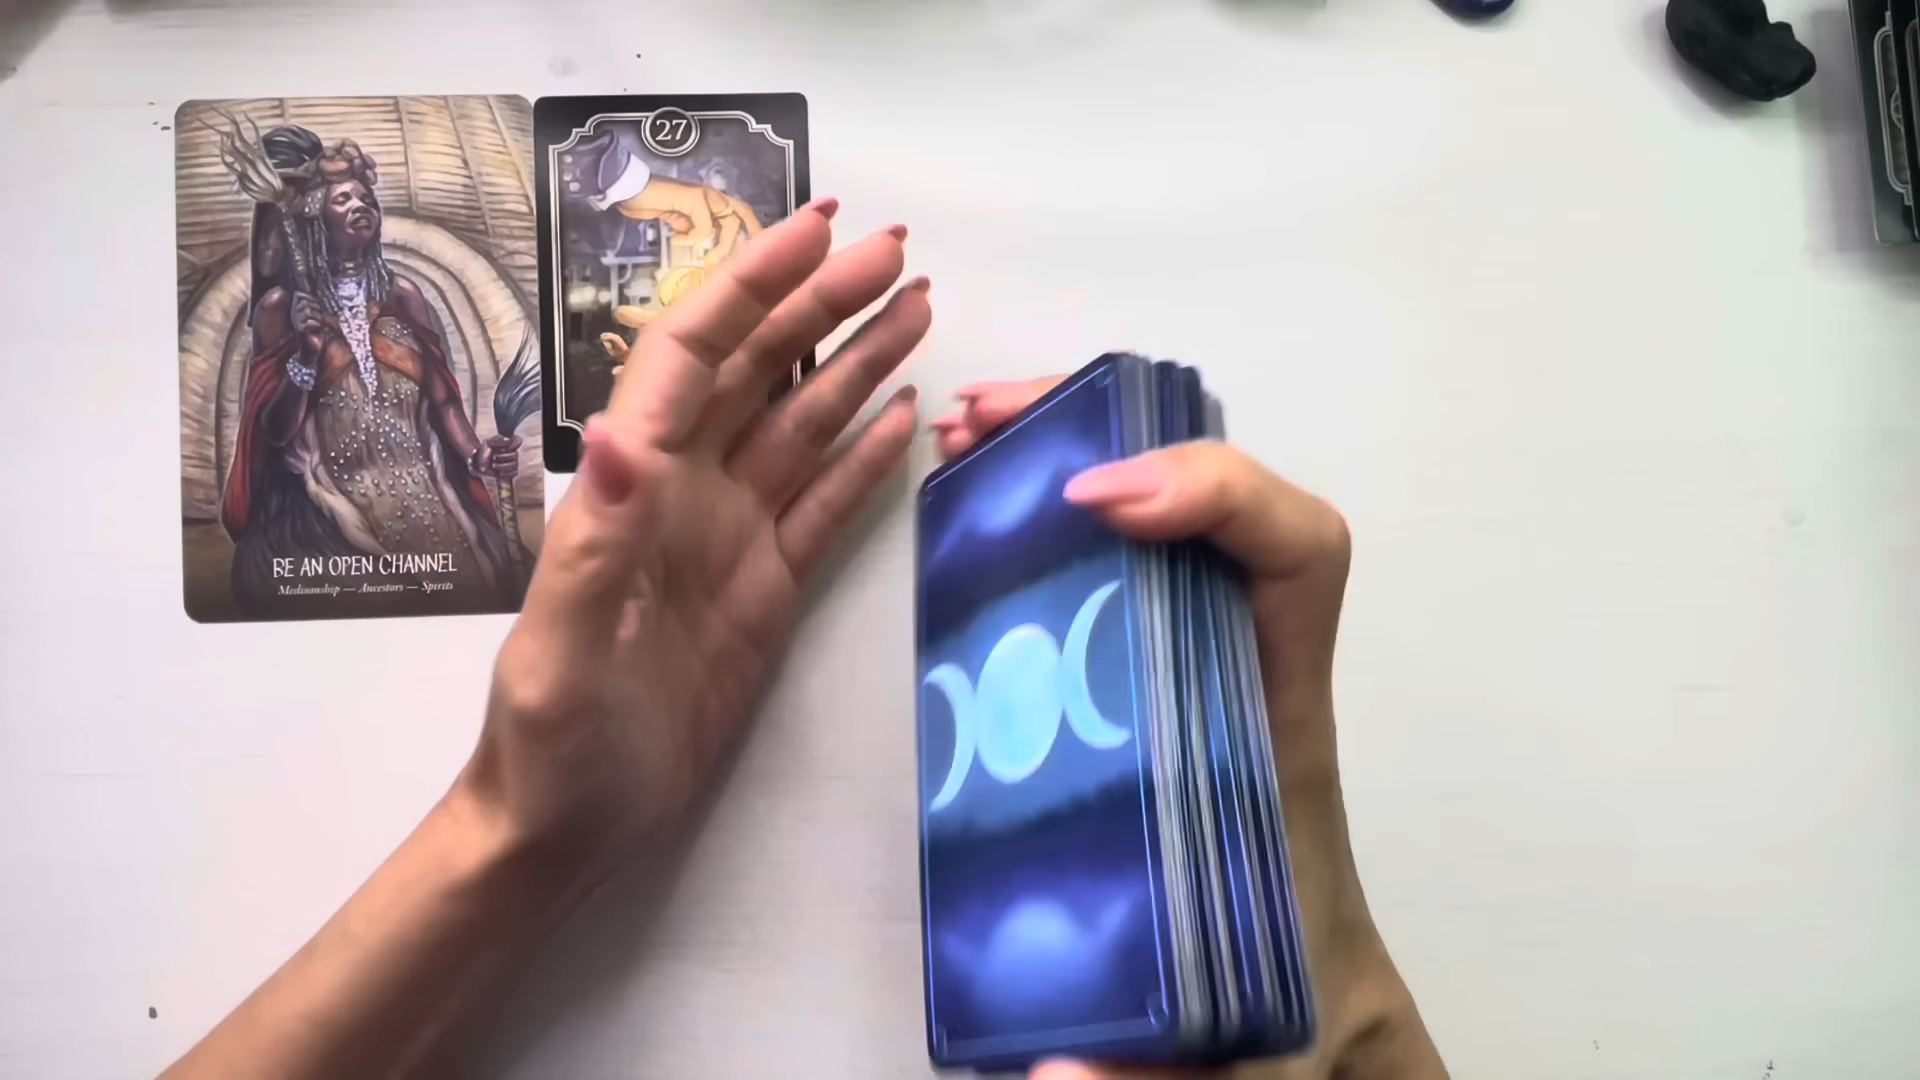 27
BE AN OPEN CHANNEL
Mediumship — Ancestors — Spirits